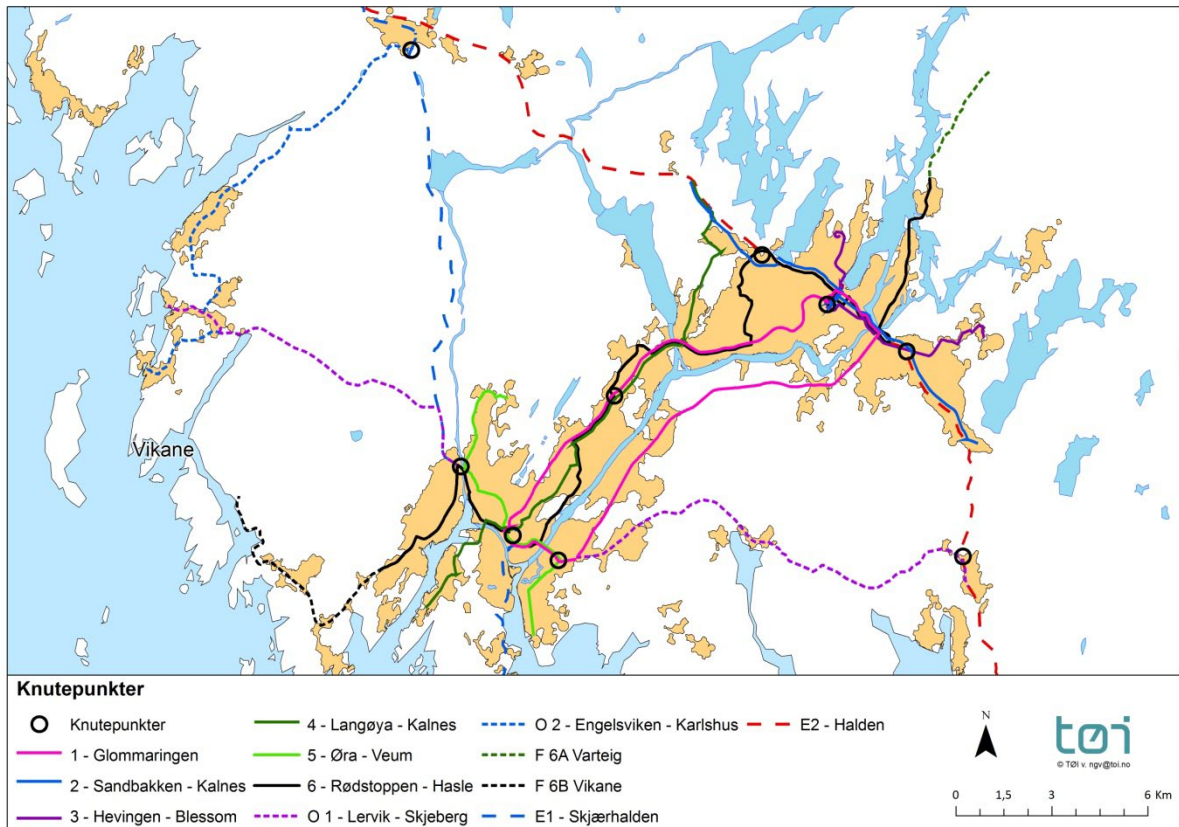 Vikane
Knutepunkter
Knutepunkter
1 - Glommaringen
2 - Sandbakken - Kalnes
3 - Hevingen - Blessom
4 - Langøya - Kalnes
5 - Øra - Veum
6 - Rødstoppen - Hasle
O 1 - Lervik - Skjeberg
O 2 - Engelsviken - Karlshus
F 6A Varteig
F 6B Vikane
E1 - Skjærhalden
E2 - Halden
N
tøi
© TØI v. ngv@toi.no
0 1,5 3 6 Km